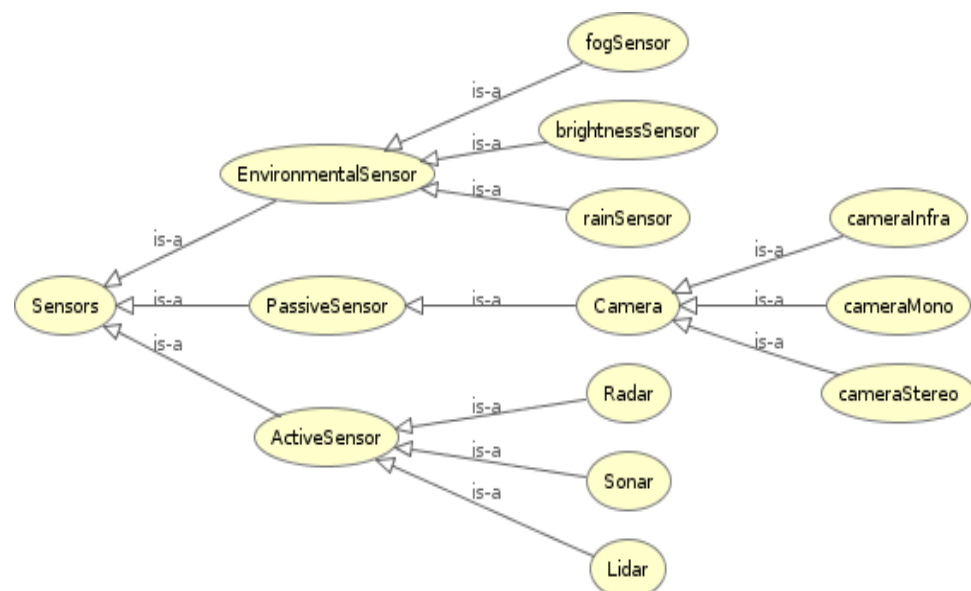 fogSensor
is-a
brightnessSensor
is-a
EnvironmentalSensor
is-a
rainSensor
cameraInfra
is-a
is-a
Sensors
is-a
PassiveSensor
is-a
Camera
is-a
cameraMono
is-a
is-a
Radar
cameraStereo
is-a
ActiveSensor
is-a
Sonar
is-a
Lidar